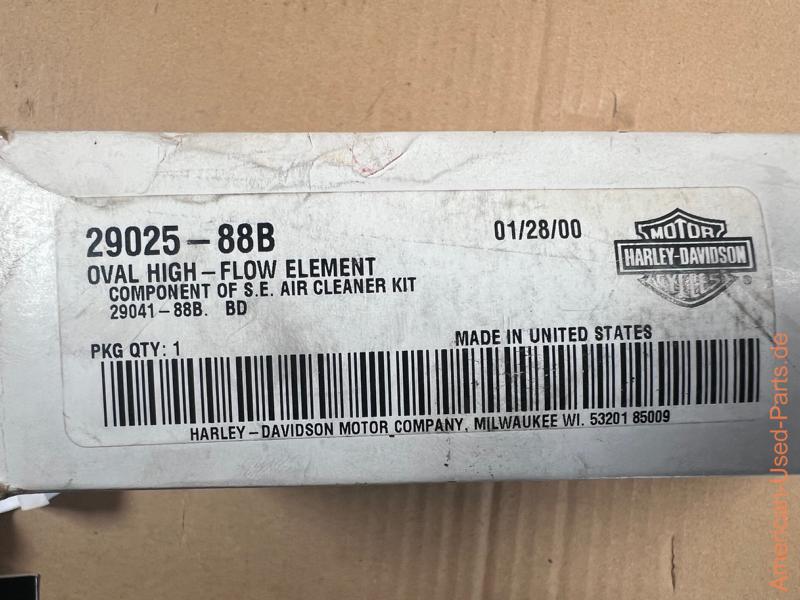 29025-88B
01/28/00
OVAL HIGH-FLOW ELEMENT
COMPONENT OF S.E. AIR CLEANER KIT
29041-88B. BD
MOTOR
HARLEY-DAVIDSON
CYCLES
®
PKG QTY: 1
MADE IN UNITED STATES
HARLEY-DAVIDSON MOTOR COMPANY, MILWAUKEE WI. 53201 85009
American-Used-Parts.de